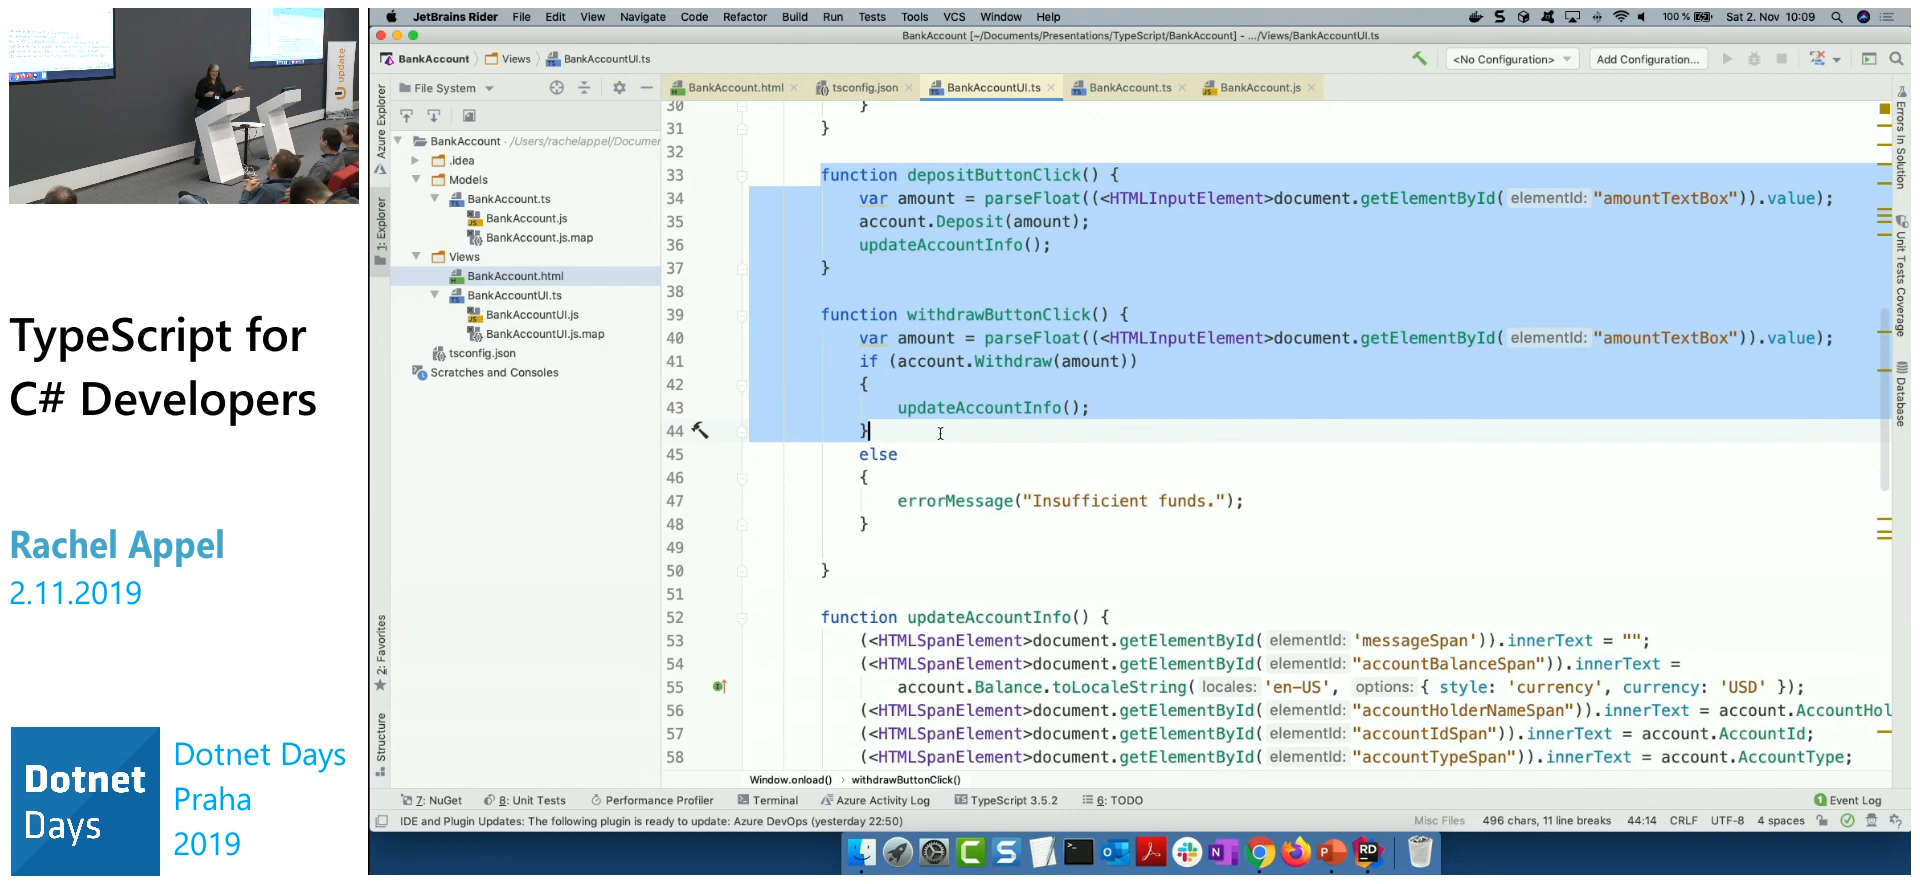 update
TypeScript for
C# Developers
Rachel Appel
2.11.2019
Dotnet
Days
Dotnet Days
Praha
2019
JetBrains Rider File Edit View Navigate Code Refactor Build Run Tests Tools VCS Window Help
100 % Sat 2. Nov 10:09
BankAccount [~/Documents/Presentations/TypeScript/BankAccount] - .../Views/BankAccountUI.ts
BankAccount Views BankAccountUI.ts
<No Configuration> Add Configuration...
File System
BankAccount.html tsconfig.json BankAccountUI.ts BankAccount.ts BankAccount.js
Azure Explorer
1: Explorer
2: Favorites
Structure
BankAccount · /Users/rachelappel/Documer
.idea
Models
BankAccount.ts
BankAccount.js
BankAccount.js.map
Views
BankAccount.html
BankAccountUI.ts
BankAccountUI.js
BankAccountUI.js.map
tsconfig.json
Scratches and Consoles
30 }
31 }
32
33 function depositButtonClick() {
34 var amount = parseFloat((<HTMLInputElement>document.getElementById( elementId: "amountTextBox")).value);
35 account.Deposit(amount);
36 updateAccountInfo();
37 }
38
39 function withdrawButtonClick() {
40 var amount = parseFloat((<HTMLInputElement>document.getElementById( elementId: "amountTextBox")).value);
41 if (account.Withdraw(amount))
42 {
43 updateAccountInfo();
44 }
45 else
46 {
47 errorMessage("Insufficient funds.");
48 }
49
50 }
51
52 function updateAccountInfo() {
53 (<HTMLSpanElement>document.getElementById( elementId: 'messageSpan')).innerText = "";
54 (<HTMLSpanElement>document.getElementById( elementId: "accountBalanceSpan")).innerText =
55 account.Balance.toLocaleString( locales: 'en-US', options: { style: 'currency', currency: 'USD' });
56 (<HTMLSpanElement>document.getElementById( elementId: "accountHolderNameSpan")).innerText = account.AccountHol
57 (<HTMLSpanElement>document.getElementById( elementId: "accountIdSpan")).innerText = account.AccountId;
58 (<HTMLSpanElement>document.getElementById( elementId: "accountTypeSpan")).innerText = account.AccountType;
Window.onload() withdrawButtonClick()
Errors In Solution
Unit Tests Coverage
Database
7: NuGet 8: Unit Tests Performance Profiler Terminal Azure Activity Log TypeScript 3.5.2 6: TODO
1 Event Log
IDE and Plugin Updates: The following plugin is ready to update: Azure DevOps (yesterday 22:50)
Misc Files 496 chars, 11 line breaks 44:14 CRLF UTF-8 4 spaces